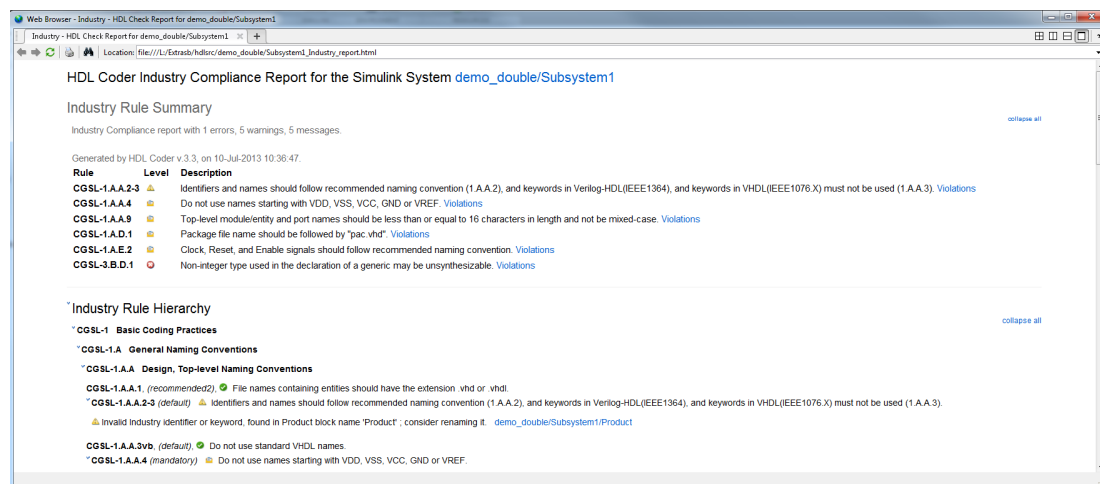 Web Browser - Industry - HDL Check Report for demo_double/Subsystem1
Industry - HDL Check Report for demo_double/Subsystem1
Location: file:///L:/Extrasb/hdlsrc/demo_double/Subsystem1_Industry_report.html
HDL Coder Industry Compliance Report for the Simulink System demo_double/Subsystem1
Industry Rule Summary
collapse all
Industry Compliance report with 1 errors, 5 warnings, 5 messages.
Generated by HDL Coder v.3.3, on 10-Jul-2013 10:36:47.
Rule Level Description
CGSL-1.A.A.2-3 Identifiers and names should follow recommended naming convention (1.A.A.2), and keywords in Verilog-HDL(IEEE1364), and keywords in VHDL(IEEE1076.X) must not be used (1.A.A.3). Violations
CGSL-1.A.A.4 Do not use names starting with VDD, VSS, VCC, GND or VREF. Violations
CGSL-1.A.A.9 Top-level module/entity and port names should be less than or equal to 16 characters in length and not be mixed-case. Violations
CGSL-1.A.D.1 Package file name should be followed by "pac.vhd". Violations
CGSL-1.A.E.2 Clock, Reset, and Enable signals should follow recommended naming convention. Violations
CGSL-3.B.D.1 Non-integer type used in the declaration of a generic may be unsynthesizable. Violations
Industry Rule Hierarchy
collapse all
CGSL-1 Basic Coding Practices
CGSL-1.A General Naming Conventions
CGSL-1.A.A Design, Top-level Naming Conventions
CGSL-1.A.A.1, (recommended2), File names containing entities should have the extension .vhd or .vhdl.
CGSL-1.A.A.2-3 (default) Identifiers and names should follow recommended naming convention (1.A.A.2), and keywords in Verilog-HDL(IEEE1364), and keywords in VHDL(IEEE1076.X) must not be used (1.A.A.3).
Invalid Industry identifier or keyword, found in Product block name 'Product' ; consider renaming it. demo_double/Subsystem1/Product
CGSL-1.A.A.3vb, (default), Do not use standard VHDL names.
CGSL-1.A.A.4 (mandatory) Do not use names starting with VDD, VSS, VCC, GND or VREF.